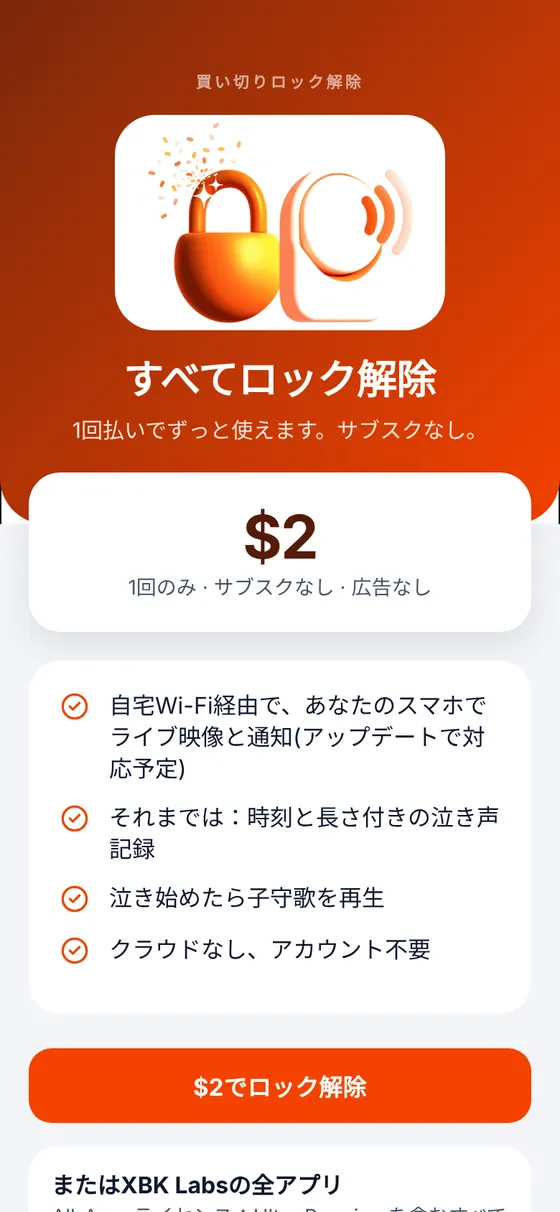 買い切りロック解除
すべてロック解除
1回払いでずっと使えます。サブスクなし。
$2
1回のみ · サブスクなし · 広告なし
自宅Wi-Fi経由で、あなたのスマホで
ライブ映像と通知(アップデートで対
応予定)
それまでは：時刻と長さ付きの泣き声
記録
泣き始めたら子守歌を再生
クラウドなし、アカウント不要
$2でロック解除
またはXBK Labsの全アプリ